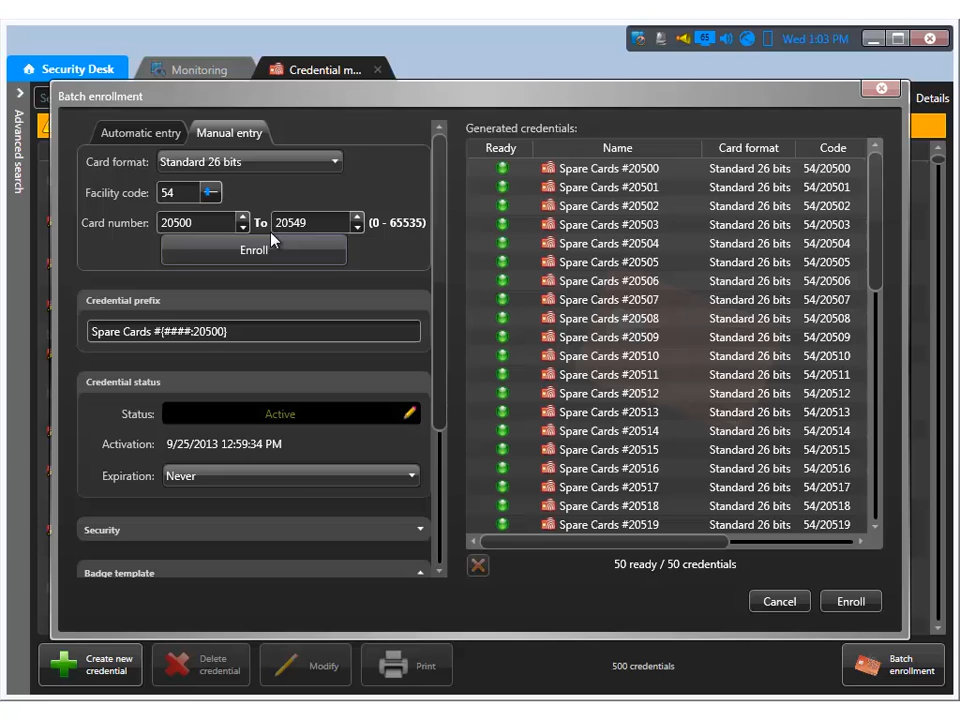 65 Wed 1:03 PM
Security Desk Monitoring Credential m...
Batch enrollment
Details
Advanced search
Automatic entry Manual entry
Card format: Standard 26 bits
Facility code: 54
Card number: 20500 To 20549 (0 - 65535)
Enroll
Credential prefix
Spare Cards #{####:20500}
Credential status
Status: Active
Activation: 9/25/2013 12:59:34 PM
Expiration: Never
Security
Badge template
Generated credentials:
Ready Name Card format Code
Spare Cards #20500 Standard 26 bits 54/20500
Spare Cards #20501 Standard 26 bits 54/20501
Spare Cards #20502 Standard 26 bits 54/20502
Spare Cards #20503 Standard 26 bits 54/20503
Spare Cards #20504 Standard 26 bits 54/20504
Spare Cards #20505 Standard 26 bits 54/20505
Spare Cards #20506 Standard 26 bits 54/20506
Spare Cards #20507 Standard 26 bits 54/20507
Spare Cards #20508 Standard 26 bits 54/20508
Spare Cards #20509 Standard 26 bits 54/20509
Spare Cards #20510 Standard 26 bits 54/20510
Spare Cards #20511 Standard 26 bits 54/20511
Spare Cards #20512 Standard 26 bits 54/20512
Spare Cards #20513 Standard 26 bits 54/20513
Spare Cards #20514 Standard 26 bits 54/20514
Spare Cards #20515 Standard 26 bits 54/20515
Spare Cards #20516 Standard 26 bits 54/20516
Spare Cards #20517 Standard 26 bits 54/20517
Spare Cards #20518 Standard 26 bits 54/20518
Spare Cards #20519 Standard 26 bits 54/20519
50 ready / 50 credentials
Cancel Enroll
Create new credential
Delete credential
Modify
Print
500 credentials
Batch enrollment